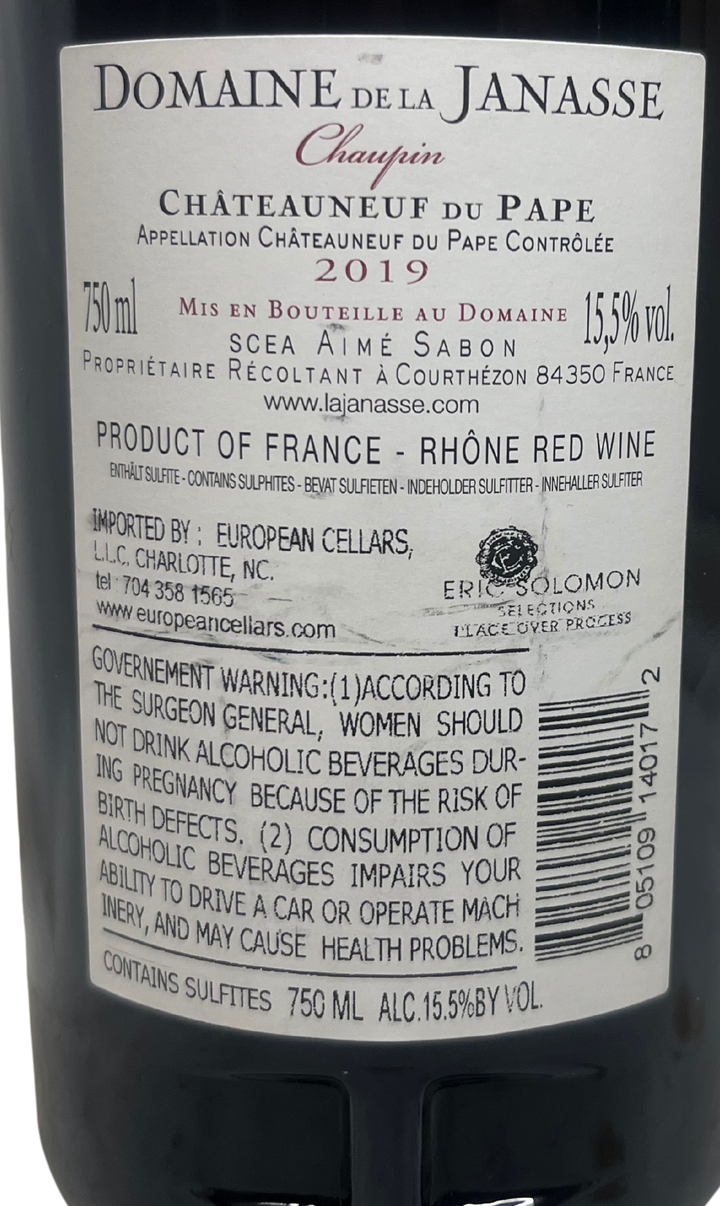 DOMAINE DE LA JANASSE
Chaupin
CHÂTEAUNEUF DU PAPE
APPELLATION CHÂTEAUNEUF DU PAPE CONTRÔLÉE
2019
750 ml
MIS EN BOUTEILLE AU DOMAINE
15,5% vol.
SCEA AIMÉ SABON
PROPRIÉTAIRE RÉCOLTANT À COURTHÉZON 84350 FRANCE
www.lajanasse.com
PRODUCT OF FRANCE - RHÔNE RED WINE
ENTHÄLT SULFITE - CONTAINS SULPHITES - BEVAT SULFIETEN - INDEHOLDER SULFITTER - INNEHALLER SULFITER
IMPORTED BY : EUROPEAN CELLARS,
L.L.C, CHARLOTTE, NC.
tel : 704 358 1565
www.europeancellars.com
ERIC SOLOMON
SELECTIONS
PLACE OVER PROCESS
GOVERNEMENT WARNING:(1)ACCORDING TO
THE SURGEON GENERAL, WOMEN SHOULD
NOT DRINK ALCOHOLIC BEVERAGES DUR-
ING PREGNANCY BECAUSE OF THE RISK OF
BIRTH DEFECTS. (2) CONSUMPTION OF
ALCOHOLIC BEVERAGES IMPAIRS YOUR
ABILITY TO DRIVE A CAR OR OPERATE MACH
INERY, AND MAY CAUSE HEALTH PROBLEMS.
CONTAINS SULFITES 750 ML ALC.15.5%BY VOL.
8 05109 14017 2